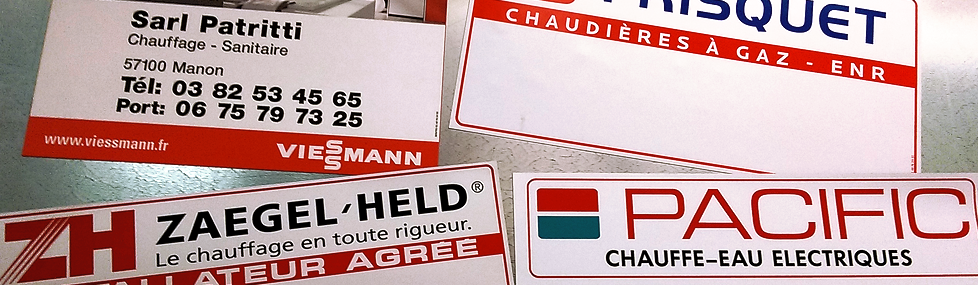 Sarl Patritti
Chauffage - Sanitaire
57100 Manon
Tél: 03 82 53 45 65
Port: 06 75 79 73 25
www.viessmann.fr
VIESSMANN
FRISQUET
CHAUDIÈRES À GAZ - ENR
ZH ZAEGEL'HELD®
Le chauffage en toute rigueur.
INSTALLATEUR AGRÉE
PACIFIC
CHAUFFE-EAU ELECTRIQUES